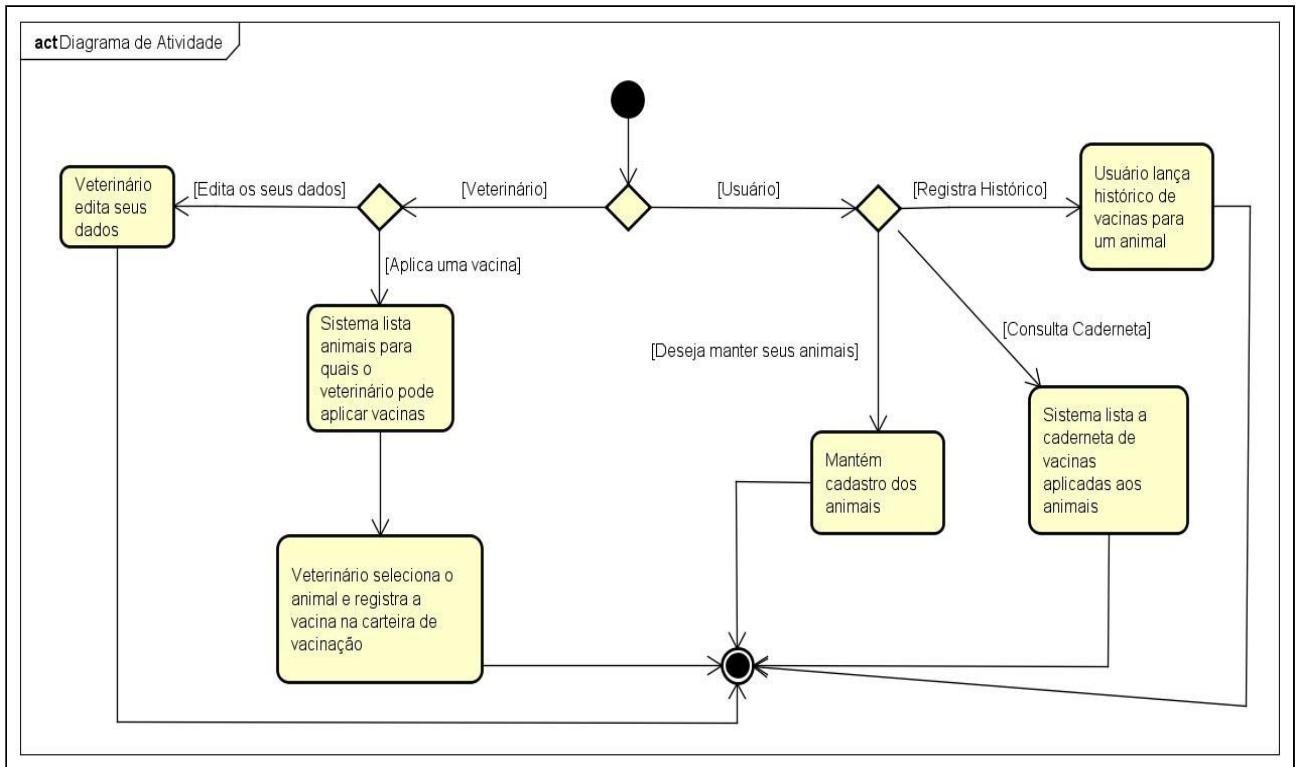 act Diagrama de Atividade
Veterinário
edita seus
dados
[Edita os seus dados]
[Veterinário]
[Usuário]
[Registra Histórico]
Usuário lança
histórico de
vacinas para
um animal
[Aplica uma vacina]
Sistema lista
animais para
quais o
veterinário pode
aplicar vacinas
[Deseja manter seus animais]
[Consulta Caderneta]
Mantém
cadastro dos
animais
Sistema lista a
caderneta de
vacinas
aplicadas aos
animais
Veterinário seleciona o
animal e registra a
vacina na carteira de
vacinação